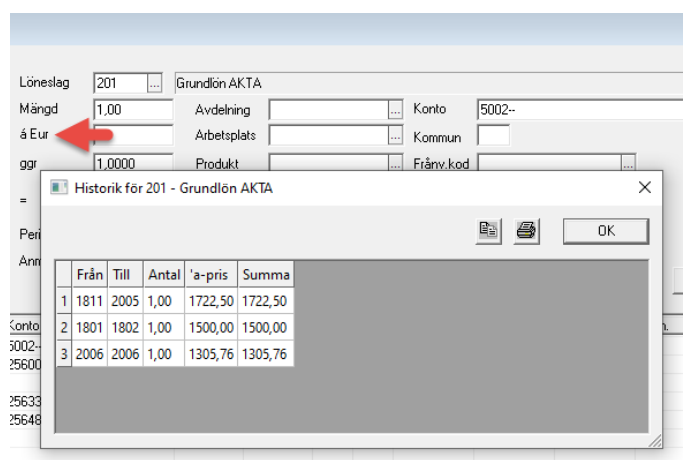 Löneslag 201 ... Grundlön AKTA
Mängd 1,00 Avdelning ... Konto 5002--
á Eur Arbetsplats ... Kommun
ggr 1,0000 Produkt ... Frånv.kod ...
Historik för 201 - Grundlön AKTA
=
OK
Peri
Ann
Från Till Antal 'a-pris Summa
1 1811 2005 1,00 1722,50 1722,50
2 1801 1802 1,00 1500,00 1500,00
3 2006 2006 1,00 1305,76 1305,76
Konto
5002--
25600
25633
25648